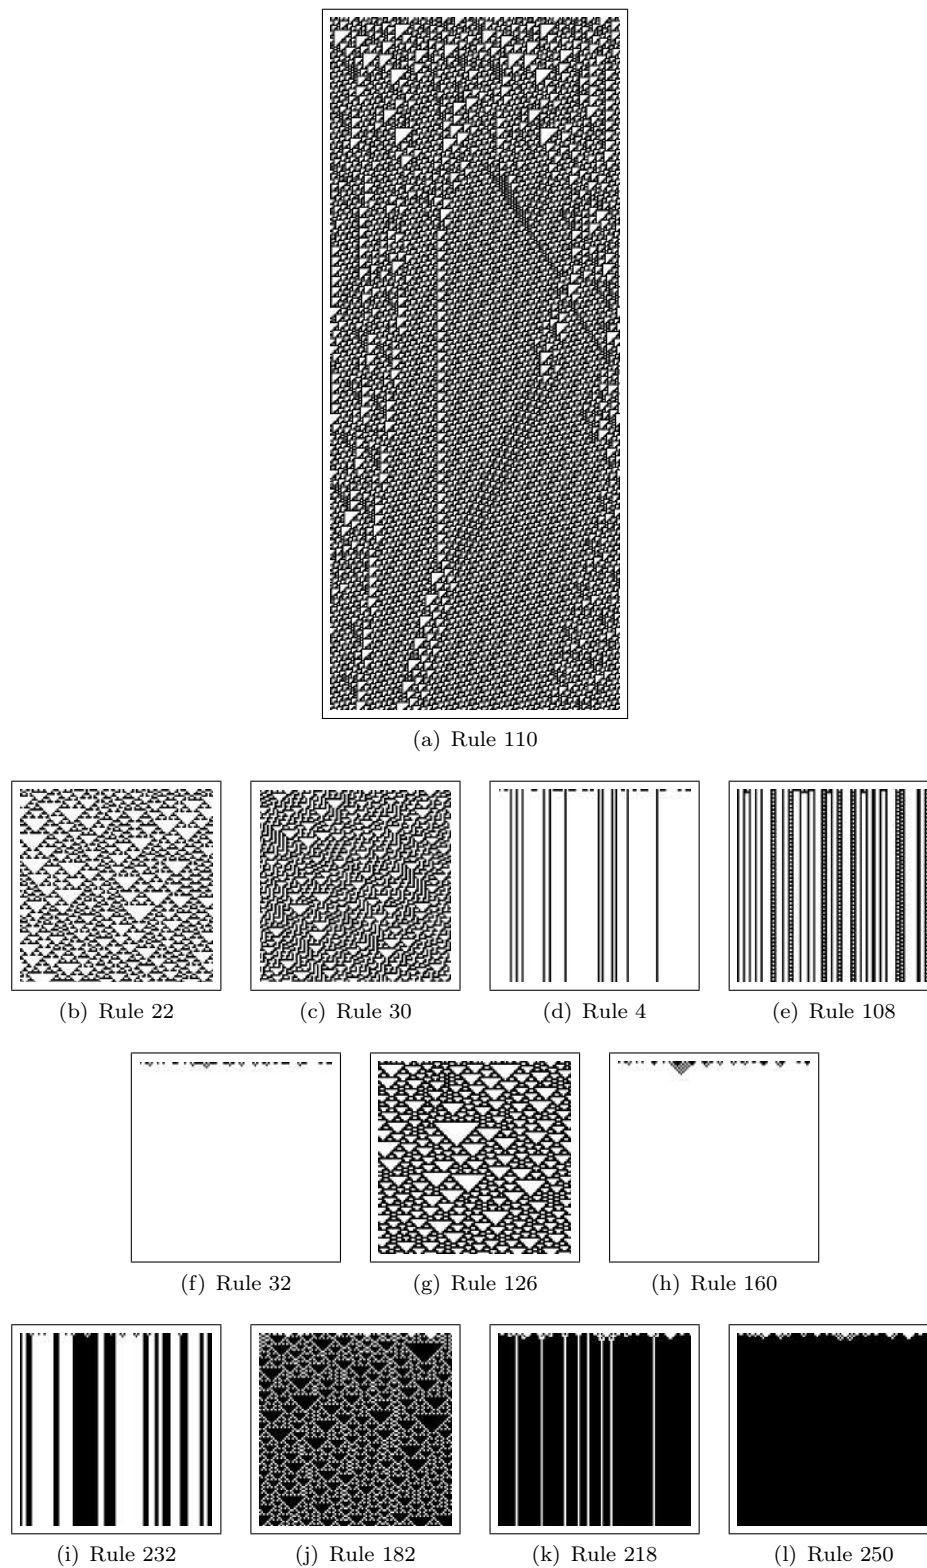 (a) Rule 110
(b) Rule 22 (c) Rule 30 (d) Rule 4 (e) Rule 108
(f) Rule 32 (g) Rule 126 (h) Rule 160
(i) Rule 232 (j) Rule 182 (k) Rule 218 (l) Rule 250